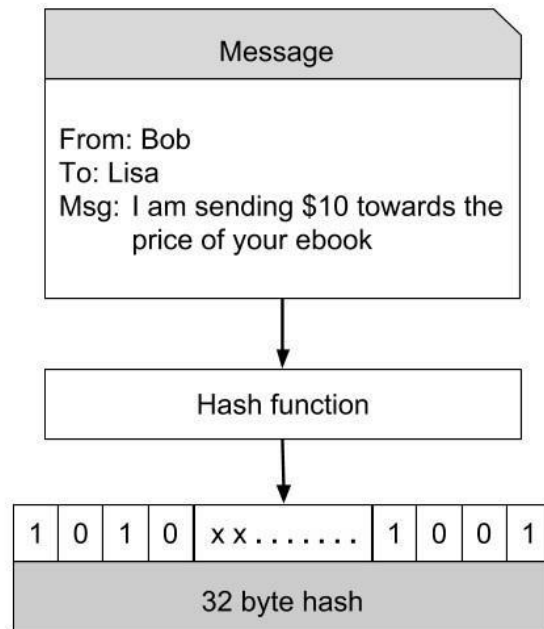 Message
From: Bob
To: Lisa
Msg: I am sending $10 towards the
price of your ebook
Hash function
1 0 1 0 x x . . . . . . . 1 0 0 1
32 byte hash